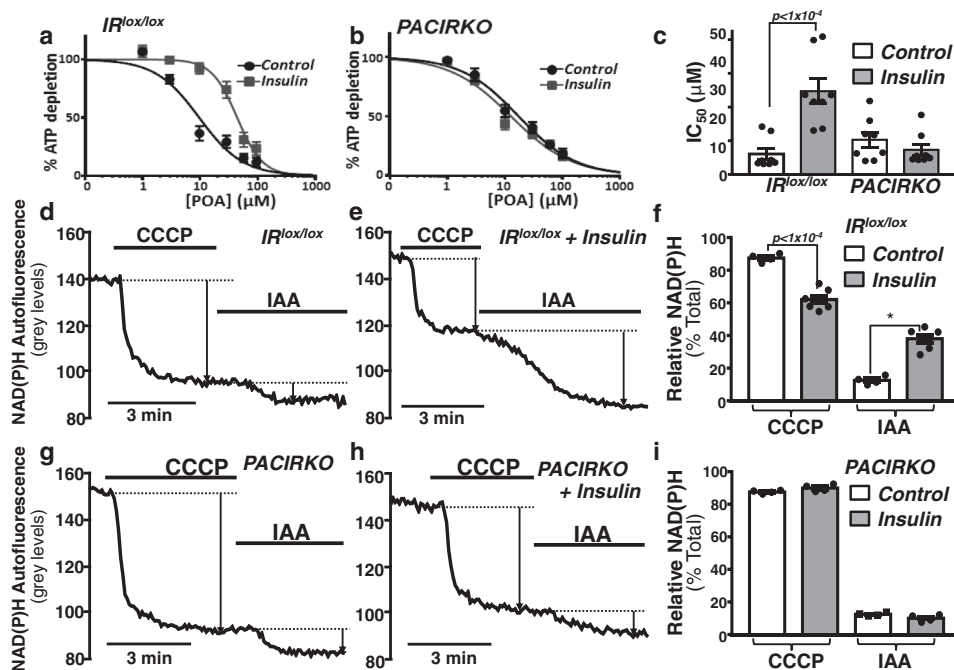 a
IRlox/lox
% ATP depletion
100
50
0
Control
Insulin
0 1 10 100 1000
[POA] (µM)
b
PACIRKO
% ATP depletion
100
50
0
Control
Insulin
0 1 10 100 1000
[POA] (µM)
c
p<1x10-4
Control
Insulin
IC50 (µM)
50
40
30
20
10
0
IRlox/lox PACIRKO
d
NAD(P)H Autofluorescence
(grey levels)
160
140
120
100
80
CCCP
IRlox/lox
IAA
3 min
e
160
140
120
100
80
CCCP
IRlox/lox + Insulin
IAA
3 min
f
IRlox/lox
p<1x10-4
Control
Insulin
*
Relative NAD(P)H
(% Total)
100
80
60
40
20
0
CCCP IAA
g
NAD(P)H Autofluorescence
(grey levels)
160
140
120
100
80
CCCP
PACIRKO
IAA
3 min
h
160
140
120
100
80
CCCP
PACIRKO
+ Insulin
IAA
3 min
i
PACIRKO
Control
Insulin
Relative NAD(P)H
(% Total)
100
80
60
40
20
0
CCCP IAA